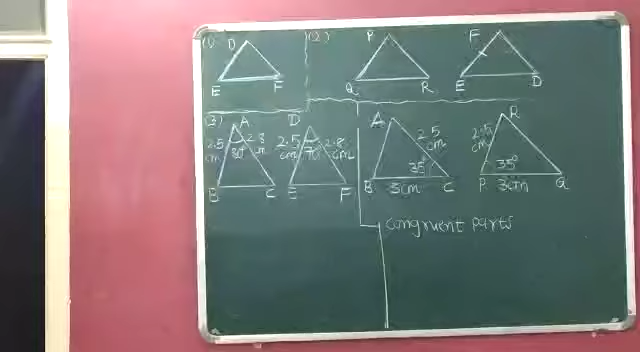 (1) D (2) P F
E F Q R E D
(3) A D A R
2.5 cm 80° 2.8 cm 2.5 cm 70° 2.8 cm 2.5 cm 35° 2.5 cm 35°
B C E F B 3cm C P 3cm Q
congruent parts